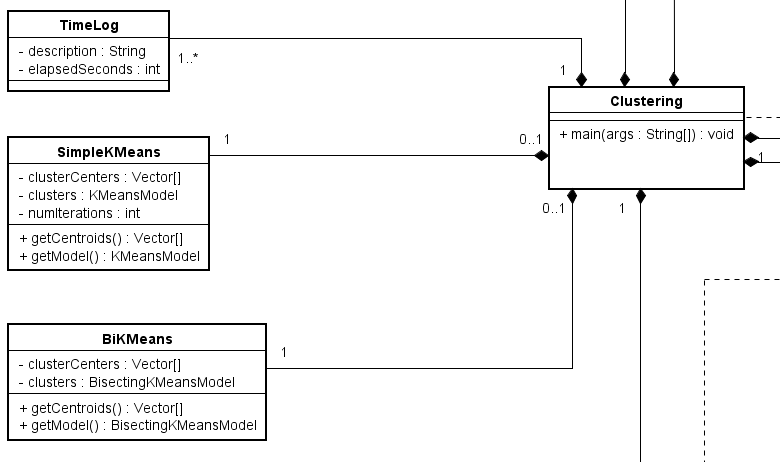 TimeLog
- description : String
- elapsedSeconds : int
1..*
1
Clustering
+ main(args : String[]) : void
1
SimpleKMeans
- clusterCenters : Vector[]
- clusters : KMeansModel
- numIterations : int
+ getCentroids() : Vector[]
+ getModel() : KMeansModel
1
0..1
0..1
1
BiKMeans
- clusterCenters : Vector[]
- clusters : BisectingKMeansModel
+ getCentroids() : Vector[]
+ getModel() : BisectingKMeansModel
1